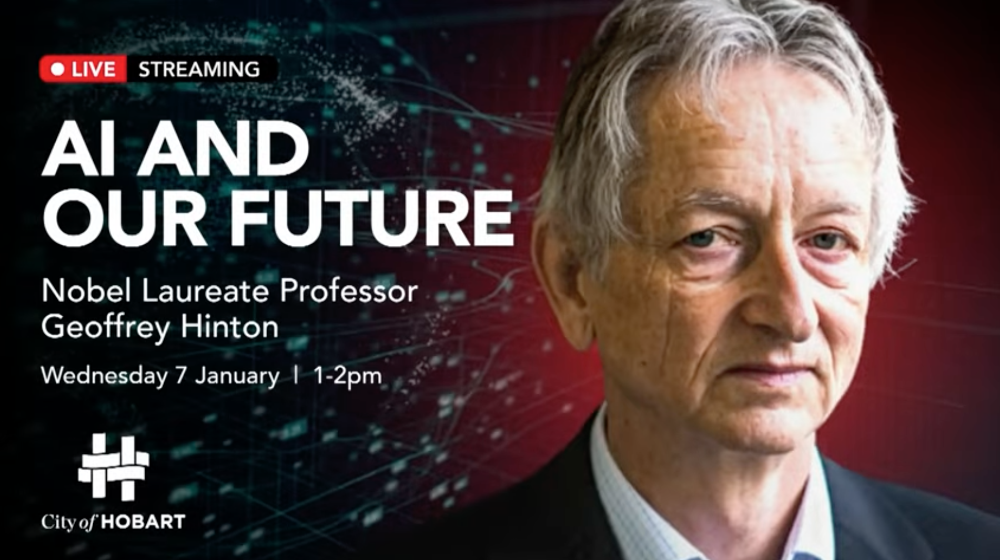 LIVE STREAMING
AI AND
OUR FUTURE
Nobel Laureate Professor
Geoffrey Hinton
Wednesday 7 January | 1-2pm
City of HOBART